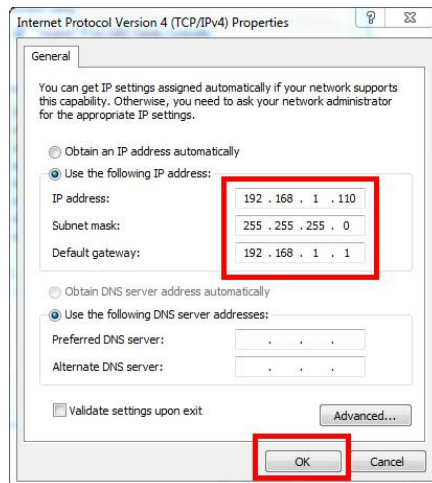 Internet Protocol Version 4 (TCP/IPv4) Properties
General
You can get IP settings assigned automatically if your network supports
this capability. Otherwise, you need to ask your network administrator
for the appropriate IP settings.
Obtain an IP address automatically
Use the following IP address:
IP address: 192 . 168 . 1 . 110
Subnet mask: 255 . 255 . 255 . 0
Default gateway: 192 . 168 . 1 . 1
Obtain DNS server address automatically
Use the following DNS server addresses:
Preferred DNS server: . . .
Alternate DNS server: . . .
Validate settings upon exit
Advanced...
OK Cancel